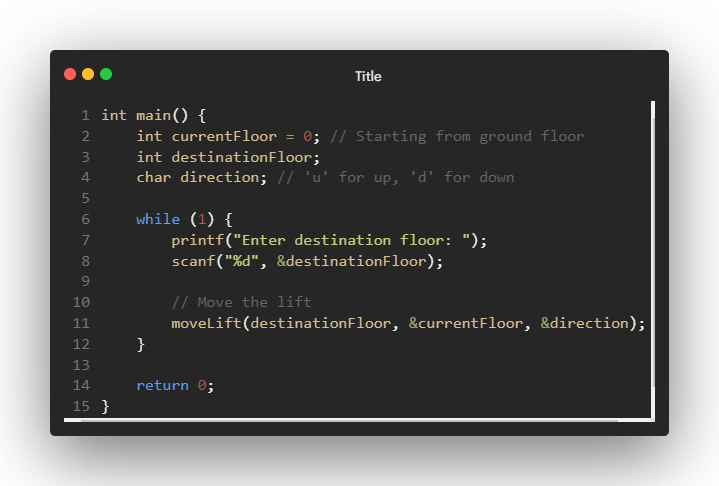 Title
1 int main() {
2     int currentFloor = 0; // Starting from ground floor
3     int destinationFloor;
4     char direction; // 'u' for up, 'd' for down
5
6     while (1) {
7         printf("Enter destination floor: ");
8         scanf("%d", &destinationFloor);
9
10         // Move the lift
11         moveLift(destinationFloor, &currentFloor, &direction);
12     }
13
14     return 0;
15 }